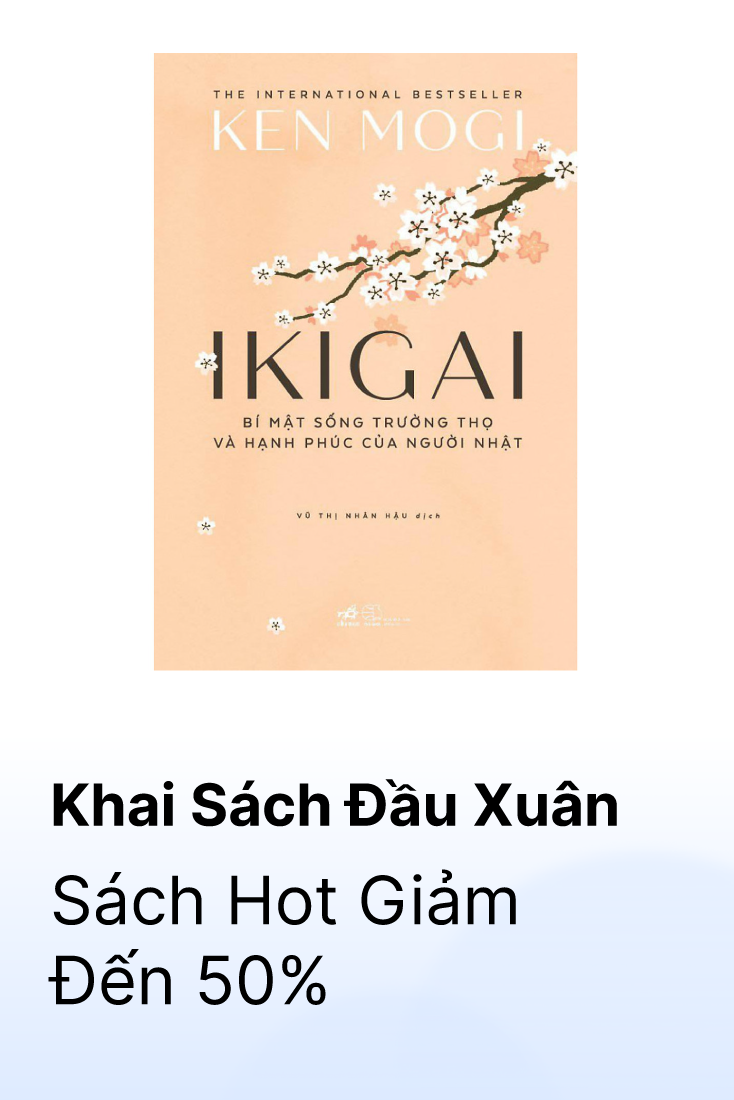 THE INTERNATIONAL BESTSELLER
KEN MOGI
IKIGAI
BÍ MẬT SỐNG TRƯỜNG THỌ
VÀ HẠNH PHÚC CỦA NGƯỜI NHẬT
VŨ THỊ NHÃN HẬU dịch
Khai Sách Đầu Xuân
Sách Hot Giảm
Đến 50%